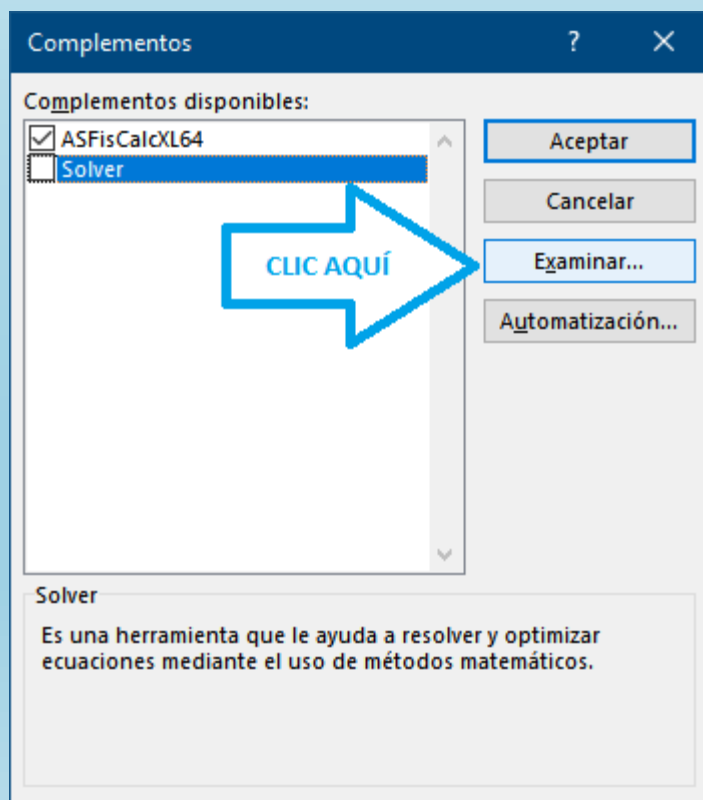 Complementos
?
Complementos disponibles:
ASFisCalcXL64
Solver
Aceptar
Cancelar
Examinar...
Automatización...
CLIC AQUÍ
Solver
Es una herramienta que le ayuda a resolver y optimizar
ecuaciones mediante el uso de métodos matemáticos.